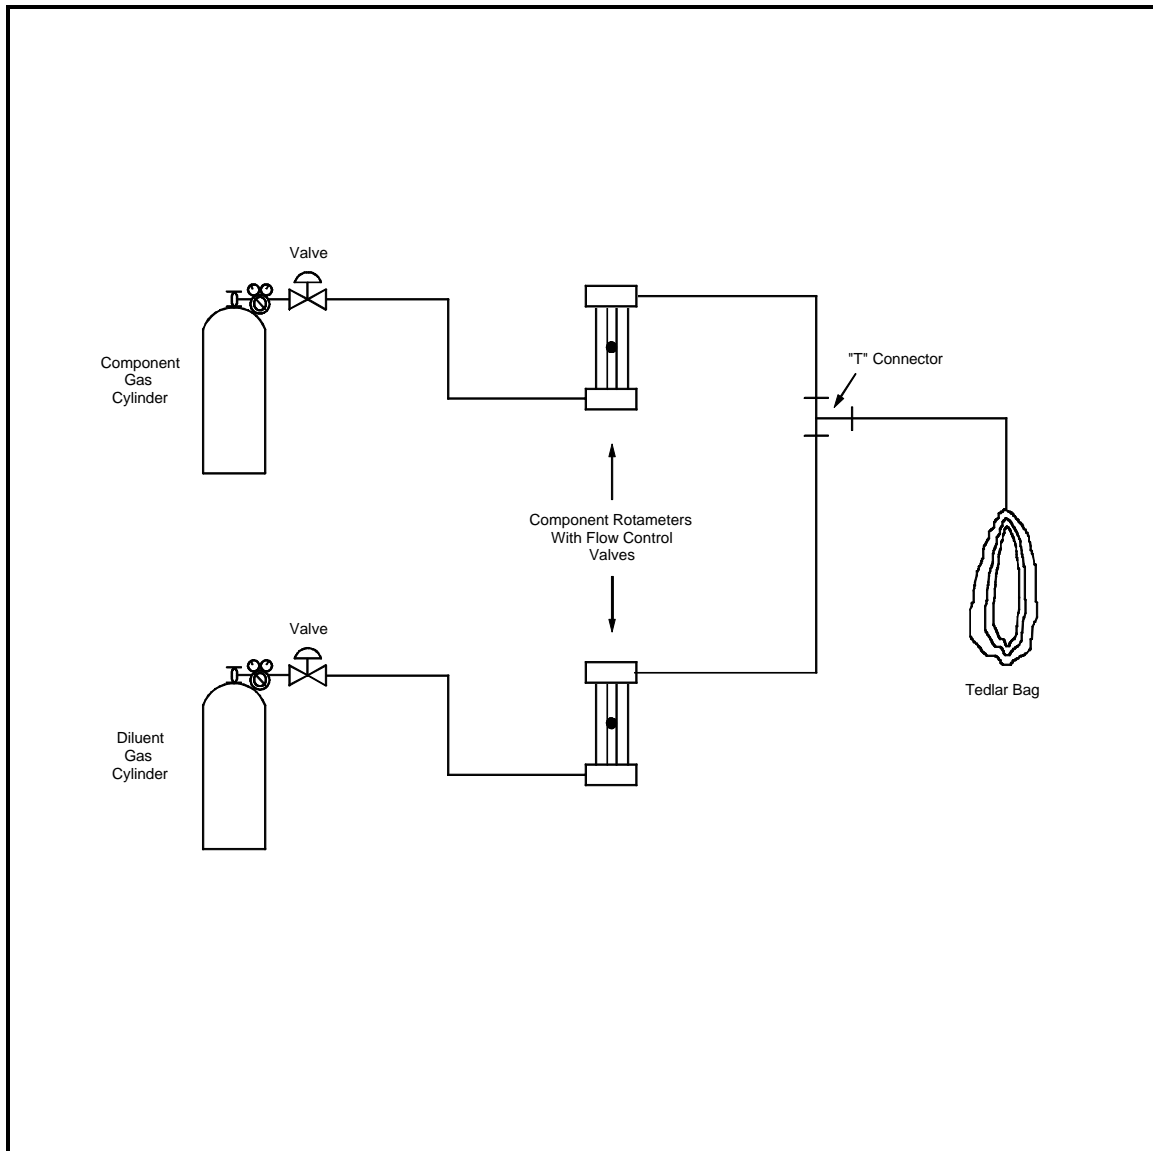 Valve
Component
Gas
Cylinder
"T" Connector
Component Rotameters
With Flow Control
Valves
Valve
Diluent
Gas
Cylinder
Tedlar Bag